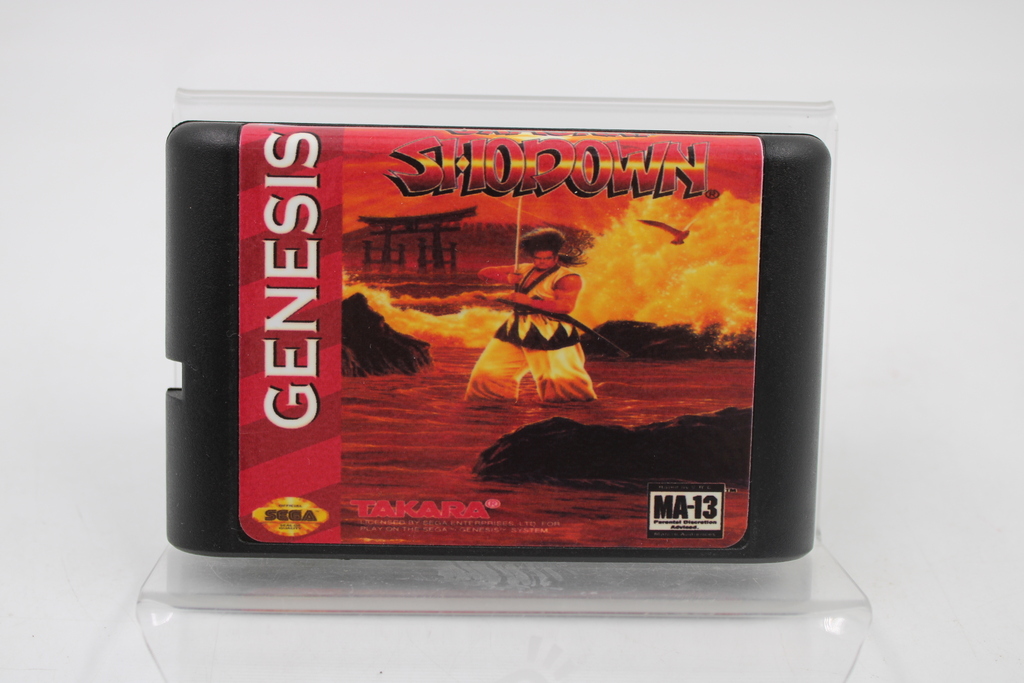 GENESIS
SHODOWN®
SEGA
TAKARA®
LICENSED BY SEGA ENTERPRISES, LTD. FOR
PLAY ON THE SEGA™ GENESIS™ SYSTEM.
MA-13
Parental Discretion
Advised.
™